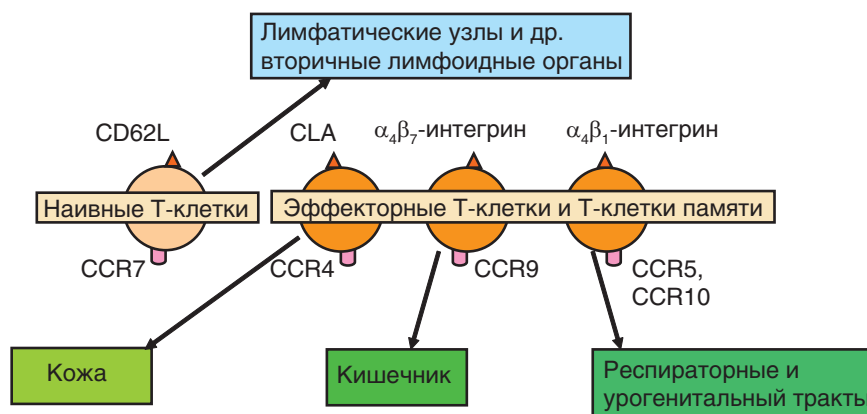 Лимфатические узлы и др.
вторичные лимфоидные органы
CD62L
CLA
α₄β₇-интегрин
α₄β₁-интегрин
Наивные Т-клетки
Эффекторные Т-клетки и Т-клетки памяти
CCR7
CCR4
CCR9
CCR5,
CCR10
Кожа
Кишечник
Респираторные и
урогенитальный тракты